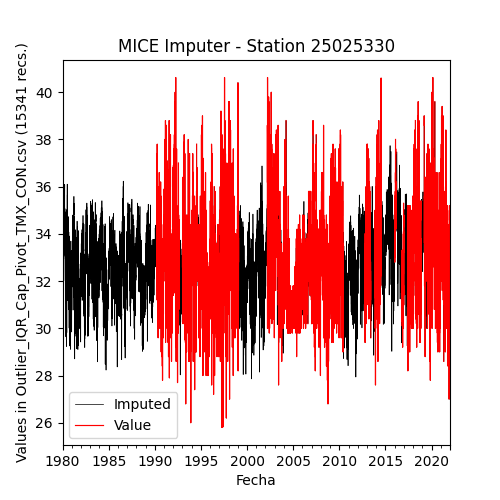 MICE Imputer - Station 25025330
Values in Outlier_IQR_Cap_Pivot_TMX_CON.csv (15341 recs.)
40
38
36
34
32
30
28
26
Imputed
Value
1980 1985 1990 1995 2000 2005 2010 2015 2020
Fecha